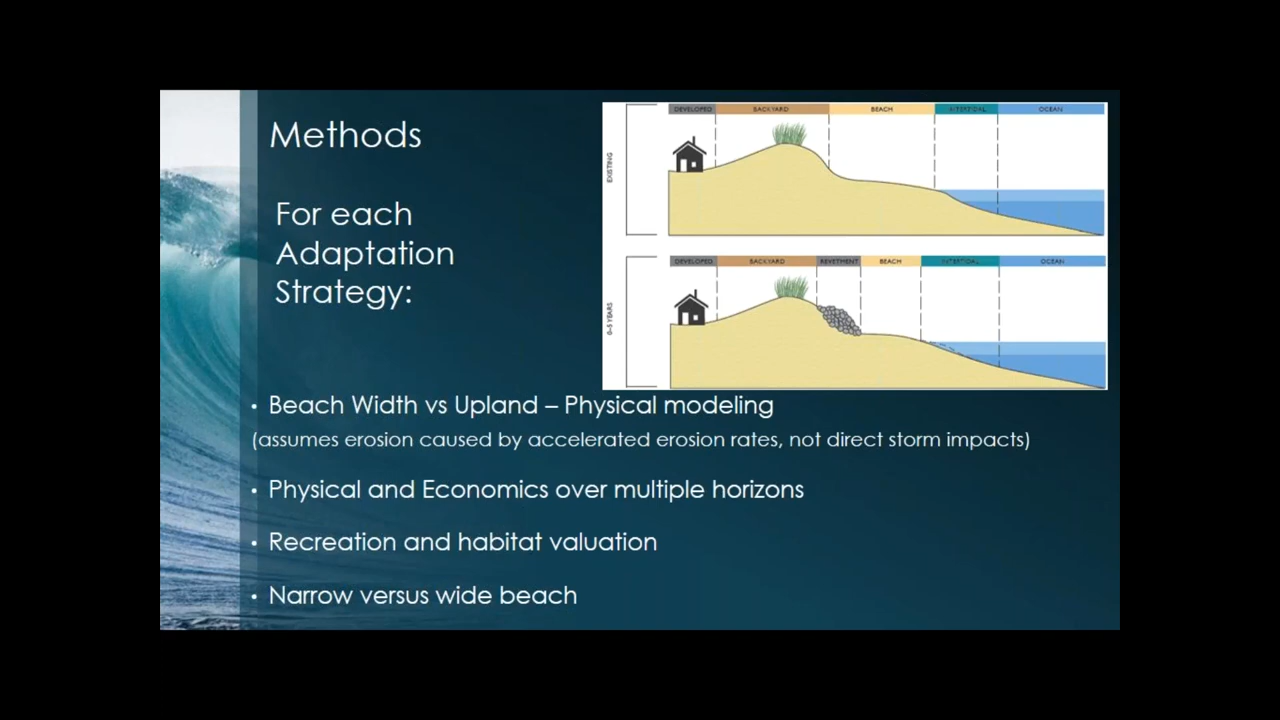 Methods
For each
Adaptation
Strategy:
EXISTING
DEVELOPED BACKYARD BEACH INTERTIDAL OCEAN
0-5 YEARS
DEVELOPED BACKYARD REVETMENT BEACH INTERTIDAL OCEAN
• Beach Width vs Upland – Physical modeling
(assumes erosion caused by accelerated erosion rates, not direct storm impacts)
• Physical and Economics over multiple horizons
• Recreation and habitat valuation
• Narrow versus wide beach